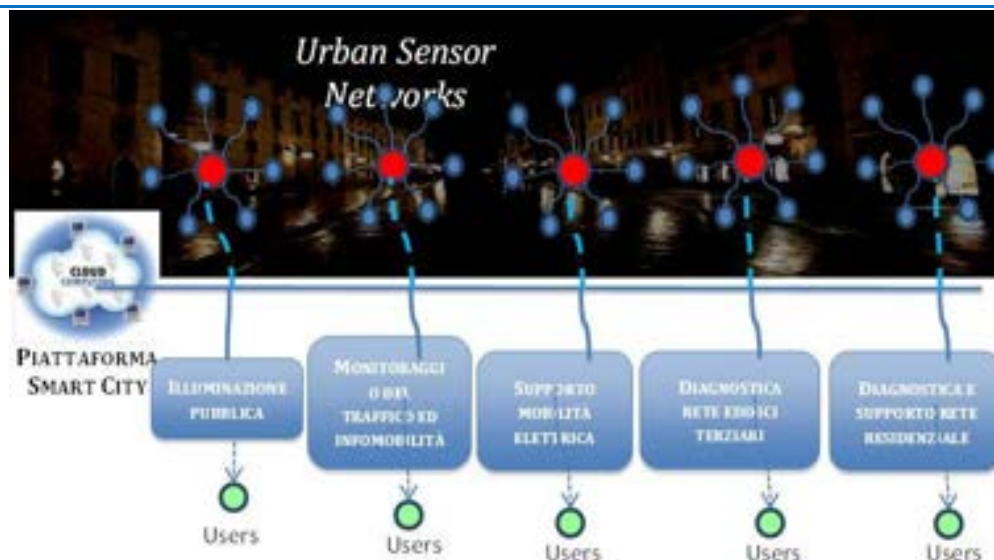 Urban Sensor
Networks
CLOUD
COMPUTING
PIATTAFORMA
SMART CITY
ILLUMINAZIONE
PUBBLICA
MONITORAGGI
O DEL
TRAFFICO ED
INFOMOBILITÀ
SUPPORTO
MOBILITÀ
ELETTRICA
DIAGNOSTICA
RETE EDIFICI
TERZIARI
DIAGNOSTICA E
SUPPORTO RETE
RESIDENZIALE
Users
Users
Users
Users
Users